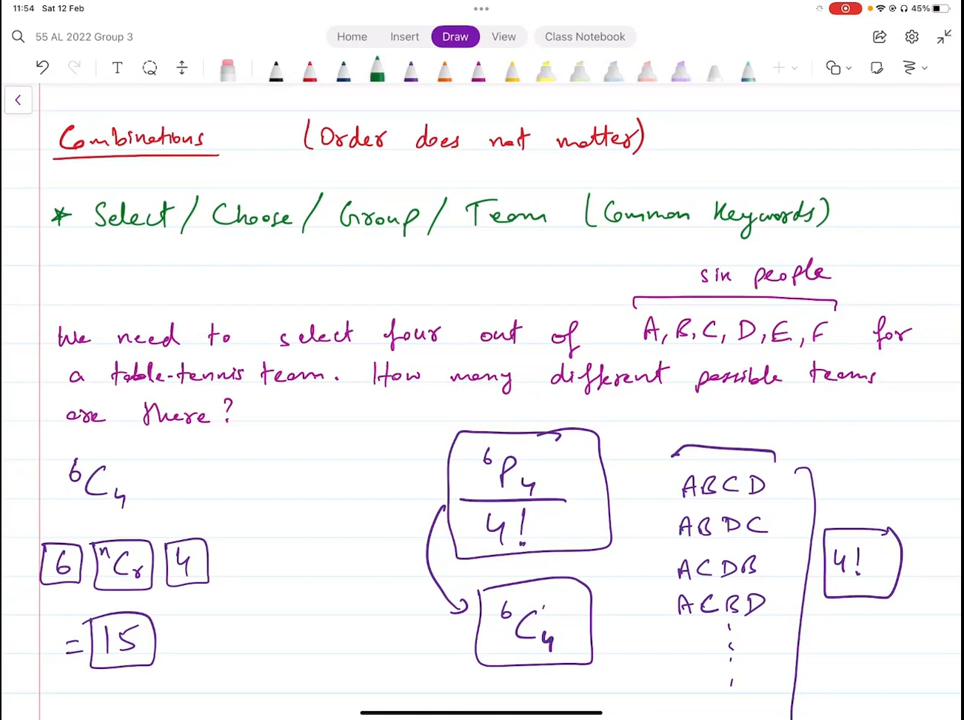 11:54 Sat 12 Feb
45%
55 AL 2022 Group 3
Home Insert Draw View Class Notebook
T
Combinations (Order does not matter)
* Select / Choose / Group / Team (Common Keywords)
six people
We need to select four out of A, B, C, D, E, F for
a table-tennis team. How many different possible teams
are there?
⁶C₄
⁶P₄
4!
ABCD
ABDC
ACDB
ACBD
4!
6 ⁿCᵣ 4
⁶C₄
= 15